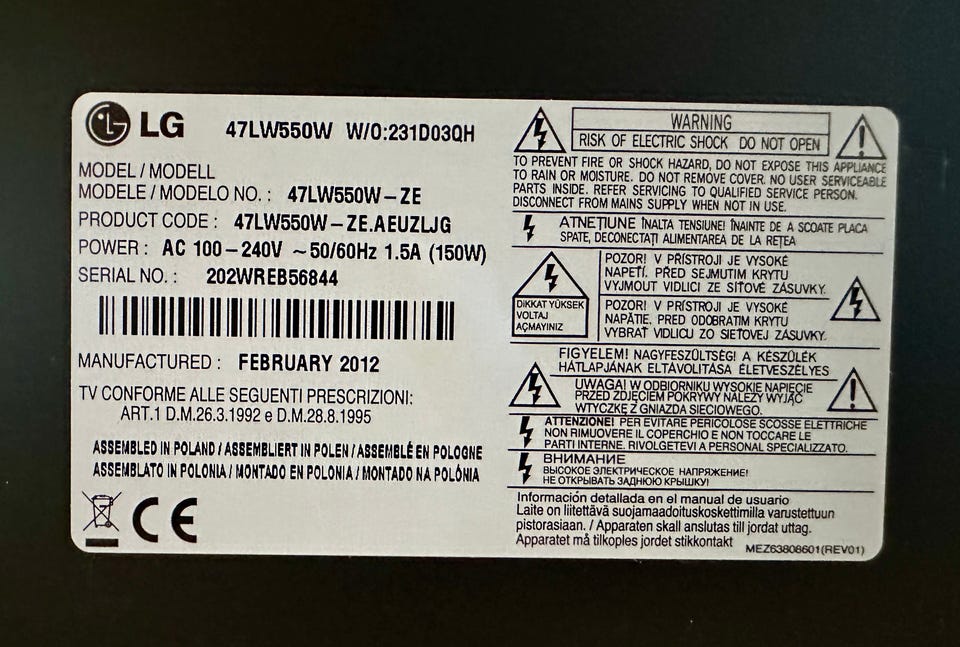 LG 47LW550W W/O:231D03QH
MODEL / MODELL
MODELE / MODELO NO. : 47LW550W-ZE
PRODUCT CODE : 47LW550W-ZE.AEUZLJG
POWER : AC 100-240V ~50/60Hz 1.5A (150W)
SERIAL NO. : 202WREB56844
MANUFACTURED : FEBRUARY 2012
TV CONFORME ALLE SEGUENTI PRESCRIZIONI:
ART.1 D.M.26.3.1992 e D.M.28.8.1995
ASSEMBLED IN POLAND / ASSEMBLIERT IN POLEN / ASSEMBLÉ EN POLOGNE
ASSEMBLATO IN POLONIA / MONTADO EN POLONIA / MONTADO NA POLÔNIA
CE
WARNING
RISK OF ELECTRIC SHOCK DO NOT OPEN
TO PREVENT FIRE OR SHOCK HAZARD, DO NOT EXPOSE THIS APPLIANCE
TO RAIN OR MOISTURE. DO NOT REMOVE COVER. NO USER SERVICEABLE
PARTS INSIDE. REFER SERVICING TO QUALIFIED SERVICE PERSON.
DISCONNECT FROM MAINS SUPPLY WHEN NOT IN USE.
ATNEŢIUNE ÎNALTA TENSIUNE! ÎNAINTE DE A SCOATE PLACA
SPATE, DECONECTAŢI ALIMENTAREA DE LA REŢEA
DİKKAT YÜKSEK
VOLTAJ
AÇMAYINIZ
POZOR! V PŘÍSTROJI JE VYSOKÉ
NAPETÍ. PŘED SEJMUTIM KRYTU
VYJMOUT VIDLICI ZE SÍŤOVÉ ZÁSUVKY.
POZOR! V PRÍSTROJI JE VYSOKÉ
NAPÄTIE. PRED ODOBRATIM KRYTU
VYBRAŤ VIDLICU ZO SIEŤOVEJ ZÁSUVKY.
FIGYELEM! NAGYFESZÜLTSÉG! A KÉSZÜLÉK
HÁTLAPJÁNAK ELTÁVOLITÁSA ÉLETVESZÉLYES
UWAGA! W ODBIORNIKU WYSOKIE NAPIĘCIE
PRZED ZDJĘCIEM POKRYWY NALEŻY WYJĄĆ
WTYCZKĘ Z GNIAZDA SIECIOWEGO.
ATTENZIONE! PER EVITARE PERICOLOSE SCOSSE ELETTRICHE
NON RIMUOVERE IL COPERCHIO E NON TOCCARE LE
PARTI INTERNE. RIVOLGETEVI A PERSONAL SPECIALIZZATO.
ВНИМАНИЕ
ВЫСОКОЕ ЭЛЕКТРИЧЕСКОЕ НАПРЯЖЕНИЕ!
НЕ ОТКРЫВАТЬ ЗАДНЮЮ КРЫШКУ!
Información detallada en el manual de usuario
Laite on liitettävä suojamaadoituskoskettimilla varustettuun
pistorasiaan. / Apparaten skall anslutas till jordat uttag.
Apparatet må tilkoples jordet stikkontakt
MEZ63808601(REV01)